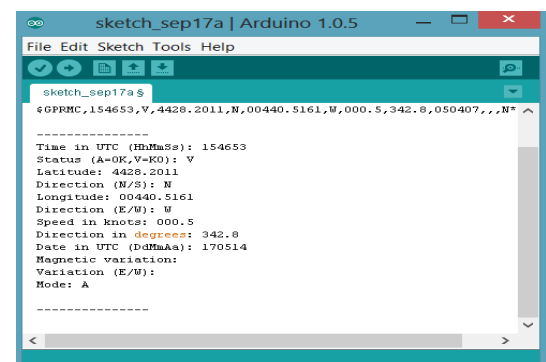 sketch_sep17a | Arduino 1.0.5
File Edit Sketch Tools Help
sketch_sep17a §
$GPRMC,154653,V,4428.2011,N,00440.5161,W,000.5,342.8,050407,,,N*
---------------
Time in UTC (HhMmSs): 154653
Status (A=OK,V=KO): V
Latitude: 4428.2011
Direction (N/S): N
Longitude: 00440.5161
Direction (E/W): W
Speed in knots: 000.5
Direction in degrees: 342.8
Date in UTC (DdMmAa): 170514
Magnetic variation:
Variation (E/W):
Mode: A
---------------